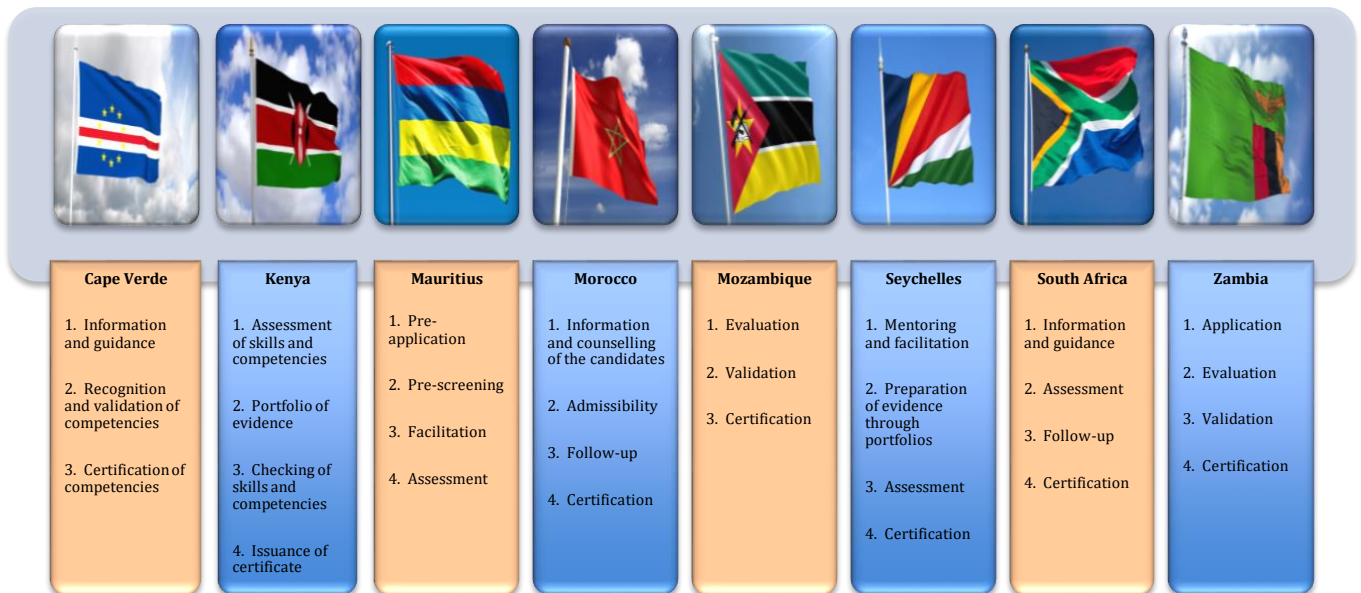 Cape Verde
1. Information
and guidance
2. Recognition
and validation of
competencies
3. Certification of
competencies
Kenya
1. Assessment
of skills and
competencies
2. Portfolio of
evidence
3. Checking of
skills and
competencies
4. Issuance of
certificate
Mauritius
1. Pre-
application
2. Pre-screening
3. Facilitation
4. Assessment
Morocco
1. Information
and counselling
of the candidates
2. Admissibility
3. Follow-up
4. Certification
Mozambique
1. Evaluation
2. Validation
3. Certification
Seychelles
1. Mentoring
and facilitation
2. Preparation
of evidence
through
portfolios
3. Assessment
4. Certification
South Africa
1. Information
and guidance
2. Assessment
3. Follow-up
4. Certification
Zambia
1. Application
2. Evaluation
3. Validation
4. Certification